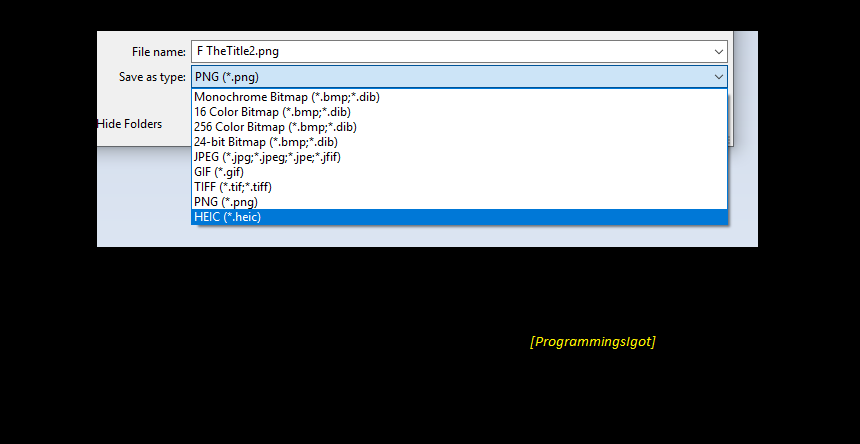 File name: F TheTitle2.png
Save as type: PNG (*.png)
Monochrome Bitmap (*.bmp;*.dib)
16 Color Bitmap (*.bmp;*.dib)
256 Color Bitmap (*.bmp;*.dib)
24-bit Bitmap (*.bmp;*.dib)
JPEG (*.jpg;*.jpeg;*.jpe;*.jfif)
GIF (*.gif)
TIFF (*.tif;*.tiff)
PNG (*.png)
HEIC (*.heic)
Hide Folders
[ProgrammingsIgot]